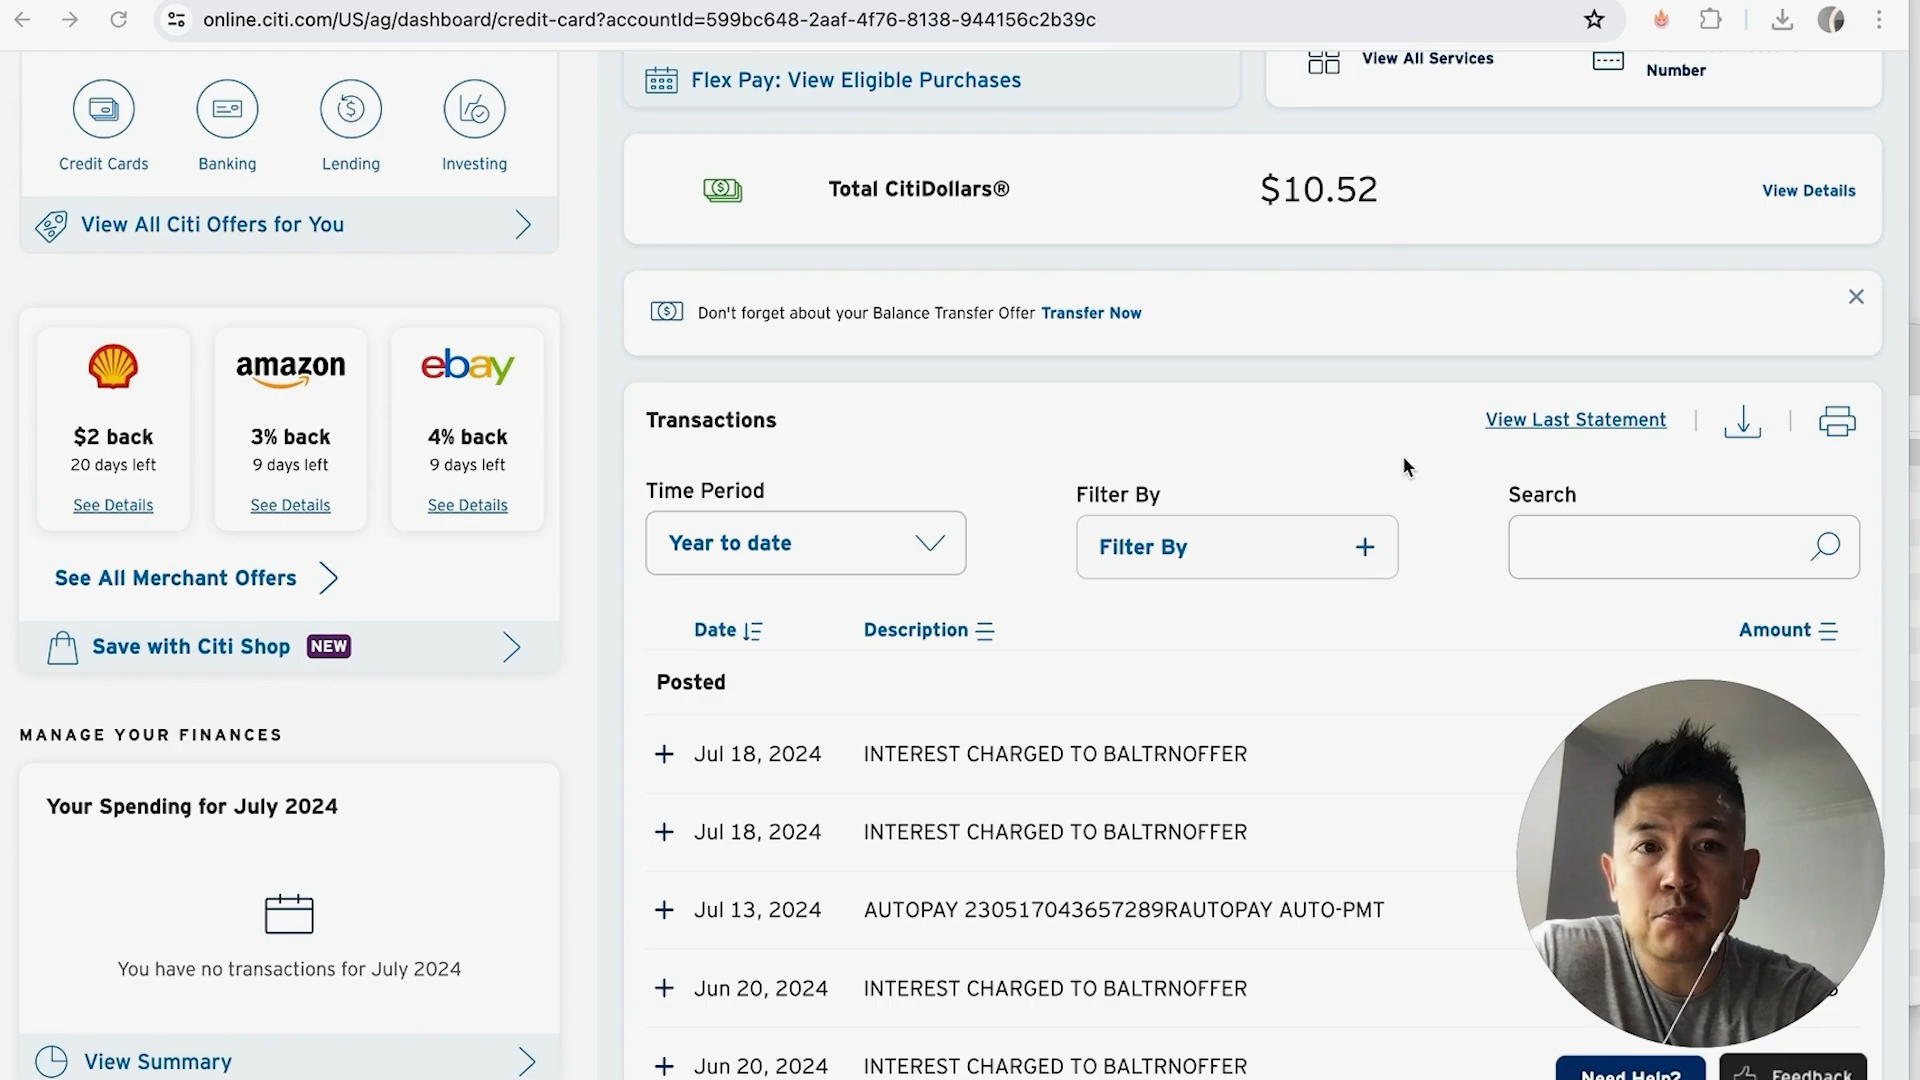 online.citi.com/US/ag/dashboard/credit-card?accountId=599bc648-2aaf-4f76-8138-944156c2b39c
Credit Cards
Banking
Lending
Investing
View All Citi Offers for You
$2 back
20 days left
See Details
amazon
3% back
9 days left
See Details
ebay
4% back
9 days left
See Details
See All Merchant Offers
Save with Citi Shop NEW
MANAGE YOUR FINANCES
Your Spending for July 2024
You have no transactions for July 2024
View Summary
Flex Pay: View Eligible Purchases
View All Services
Number
Total CitiDollars® $10.52 View Details
Don't forget about your Balance Transfer Offer Transfer Now
Transactions
View Last Statement
Time Period
Year to date
Filter By
Filter By
Search
Date Description Amount
Posted
Jul 18, 2024 INTEREST CHARGED TO BALTRNOFFER
Jul 18, 2024 INTEREST CHARGED TO BALTRNOFFER
Jul 13, 2024 AUTOPAY 230517043657289RAUTOPAY AUTO-PMT
Jun 20, 2024 INTEREST CHARGED TO BALTRNOFFER
Jun 20, 2024 INTEREST CHARGED TO BALTRNOFFER
Need Help?
Feedback